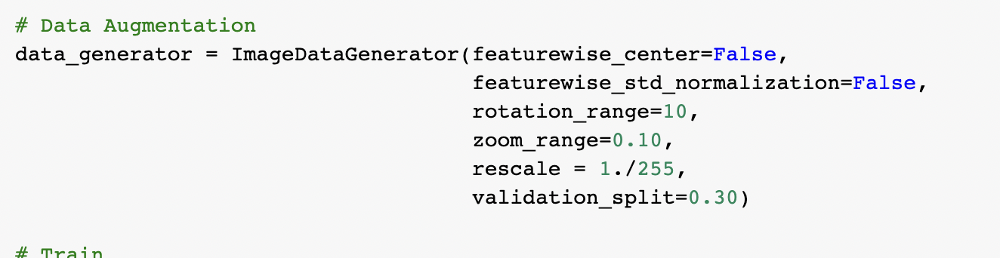 # Data Augmentation
data_generator = ImageDataGenerator(featurewise_center=False,
featurewise_std_normalization=False,
rotation_range=10,
zoom_range=0.10,
rescale = 1./255,
validation_split=0.30)
# Train